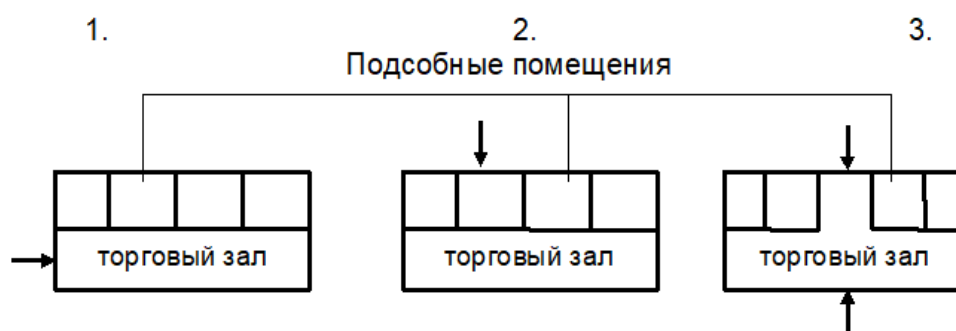 1. 2. 3.
Подсобные помещения
торговый зал торговый зал торговый зал